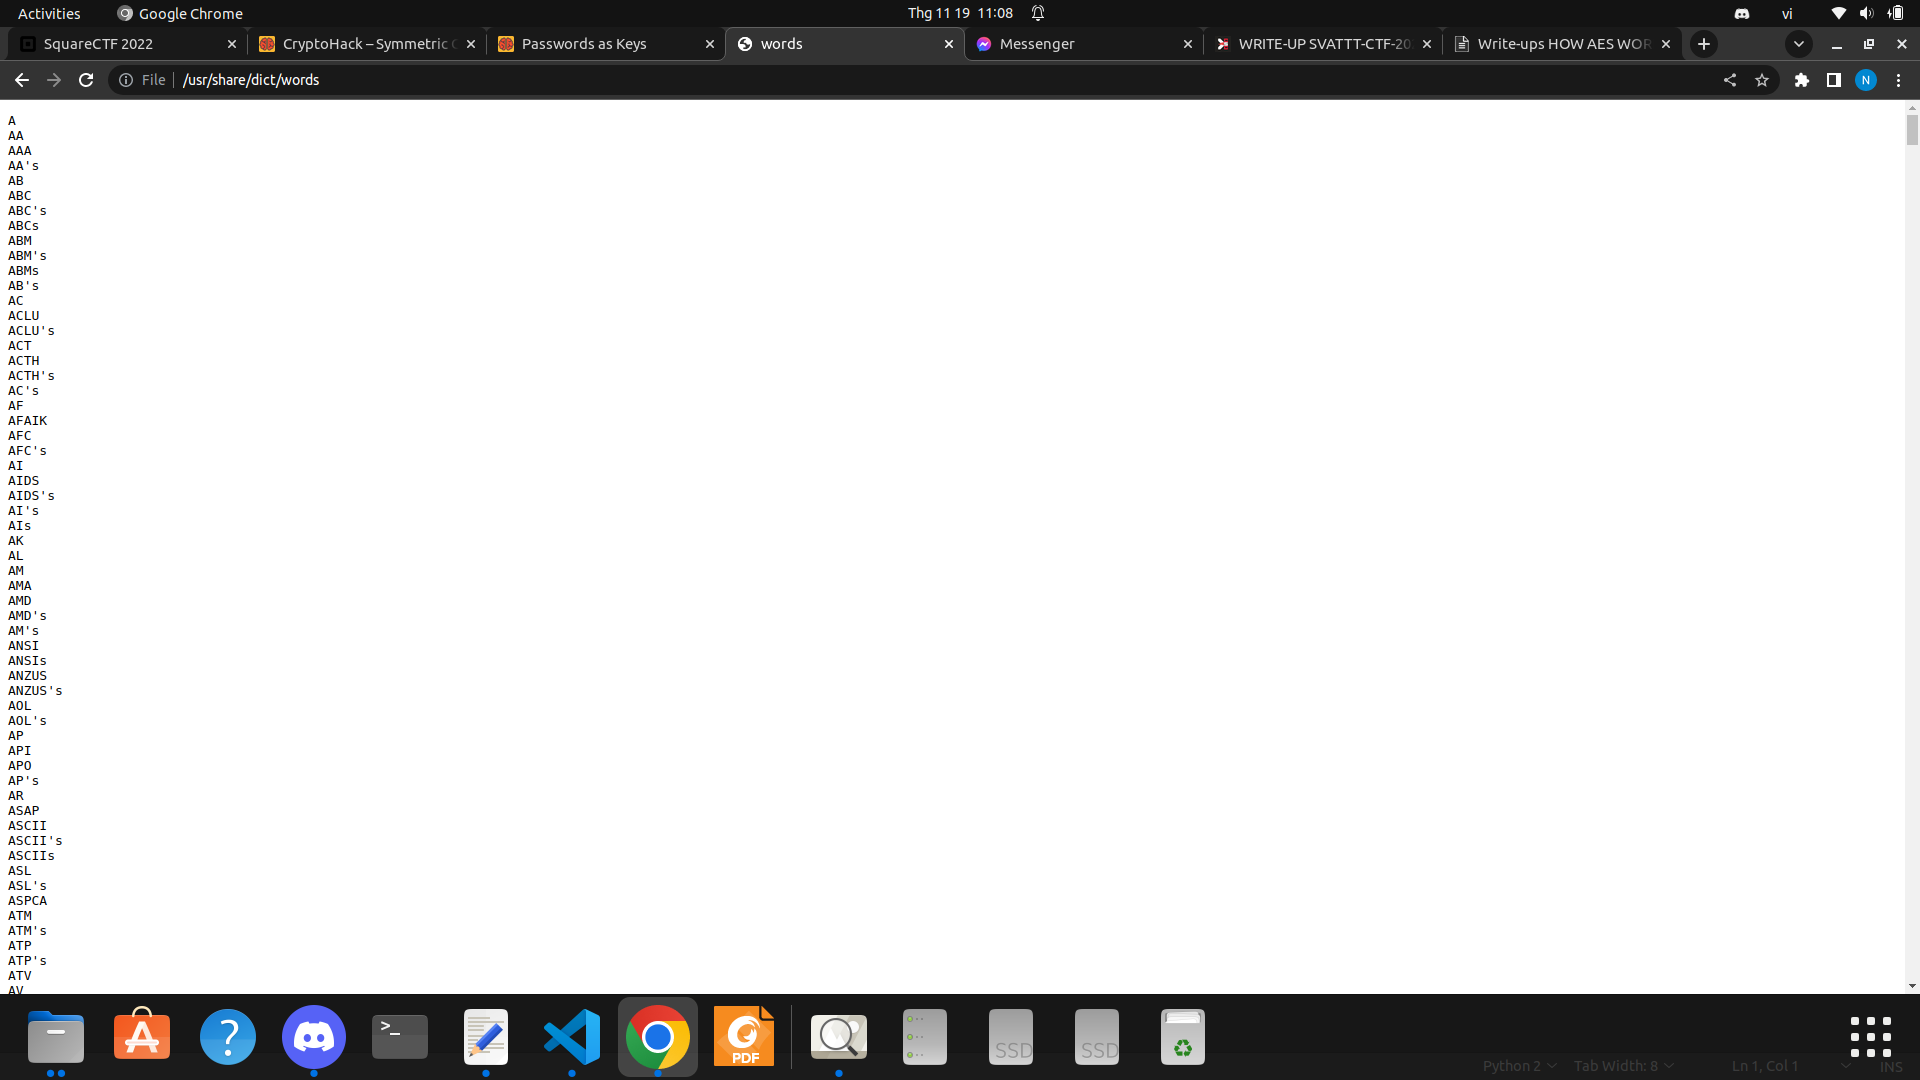 Activities Google Chrome Thg 11 19 11:08 vi
SquareCTF 2022 CryptoHack – Symmetric Passwords as Keys words Messenger WRITE-UP SVATTT-CTF-20 Write-ups HOW AES WOR
File /usr/share/dict/words N
A
AA
AAA
AA's
AB
ABC
ABC's
ABCs
ABM
ABM's
ABMs
AB's
AC
ACLU
ACLU's
ACT
ACTH
ACTH's
AC's
AF
AFAIK
AFC
AFC's
AI
AIDS
AIDS's
AI's
AIs
AK
AL
AM
AMA
AMD
AMD's
AM's
ANSI
ANSIs
ANZUS
ANZUS's
AOL
AOL's
AP
API
APO
AP's
AR
ASAP
ASCII
ASCII's
ASCIIs
ASL
ASL's
ASPCA
ATM
ATM's
ATP
ATP's
ATV
AV
A ? >_ PDF SSD SSD
Python 2 Tab Width: 8 Ln 1, Col 1 INS